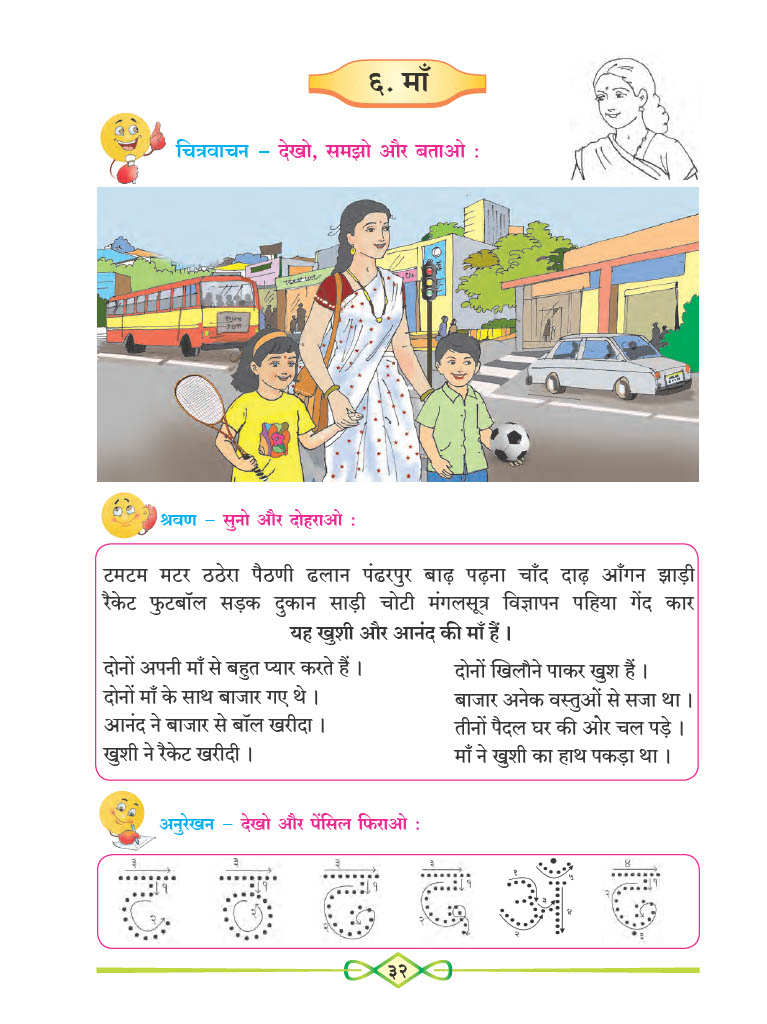 ६. माँ
चित्रवाचन – देखो, समझो और बताओ :
श्रवण – सुनो और दोहराओ :
टमटम मटर ठठेरा पैठणी ढलान पंढरपुर बाढ़ पढ़ना चाँद दाढ़ आँगन झाड़ी
रैकेट फुटबॉल सड़क दुकान साड़ी चोटी मंगलसूत्र विज्ञापन पहिया गेंद कार
यह खुशी और आनंद की माँ हैं ।
दोनों अपनी माँ से बहुत प्यार करते हैं ।
दोनों माँ के साथ बाजार गए थे ।
आनंद ने बाजार से बॉल खरीदा ।
खुशी ने रैकेट खरीदी ।
दोनों खिलौने पाकर खुश हैं ।
बाजार अनेक वस्तुओं से सजा था ।
तीनों पैदल घर की ओर चल पड़े ।
माँ ने खुशी का हाथ पकड़ा था ।
अनुरेखन – देखो और पेंसिल फिराओ :
ट ठ ढ द्द आँ ढ़
३२